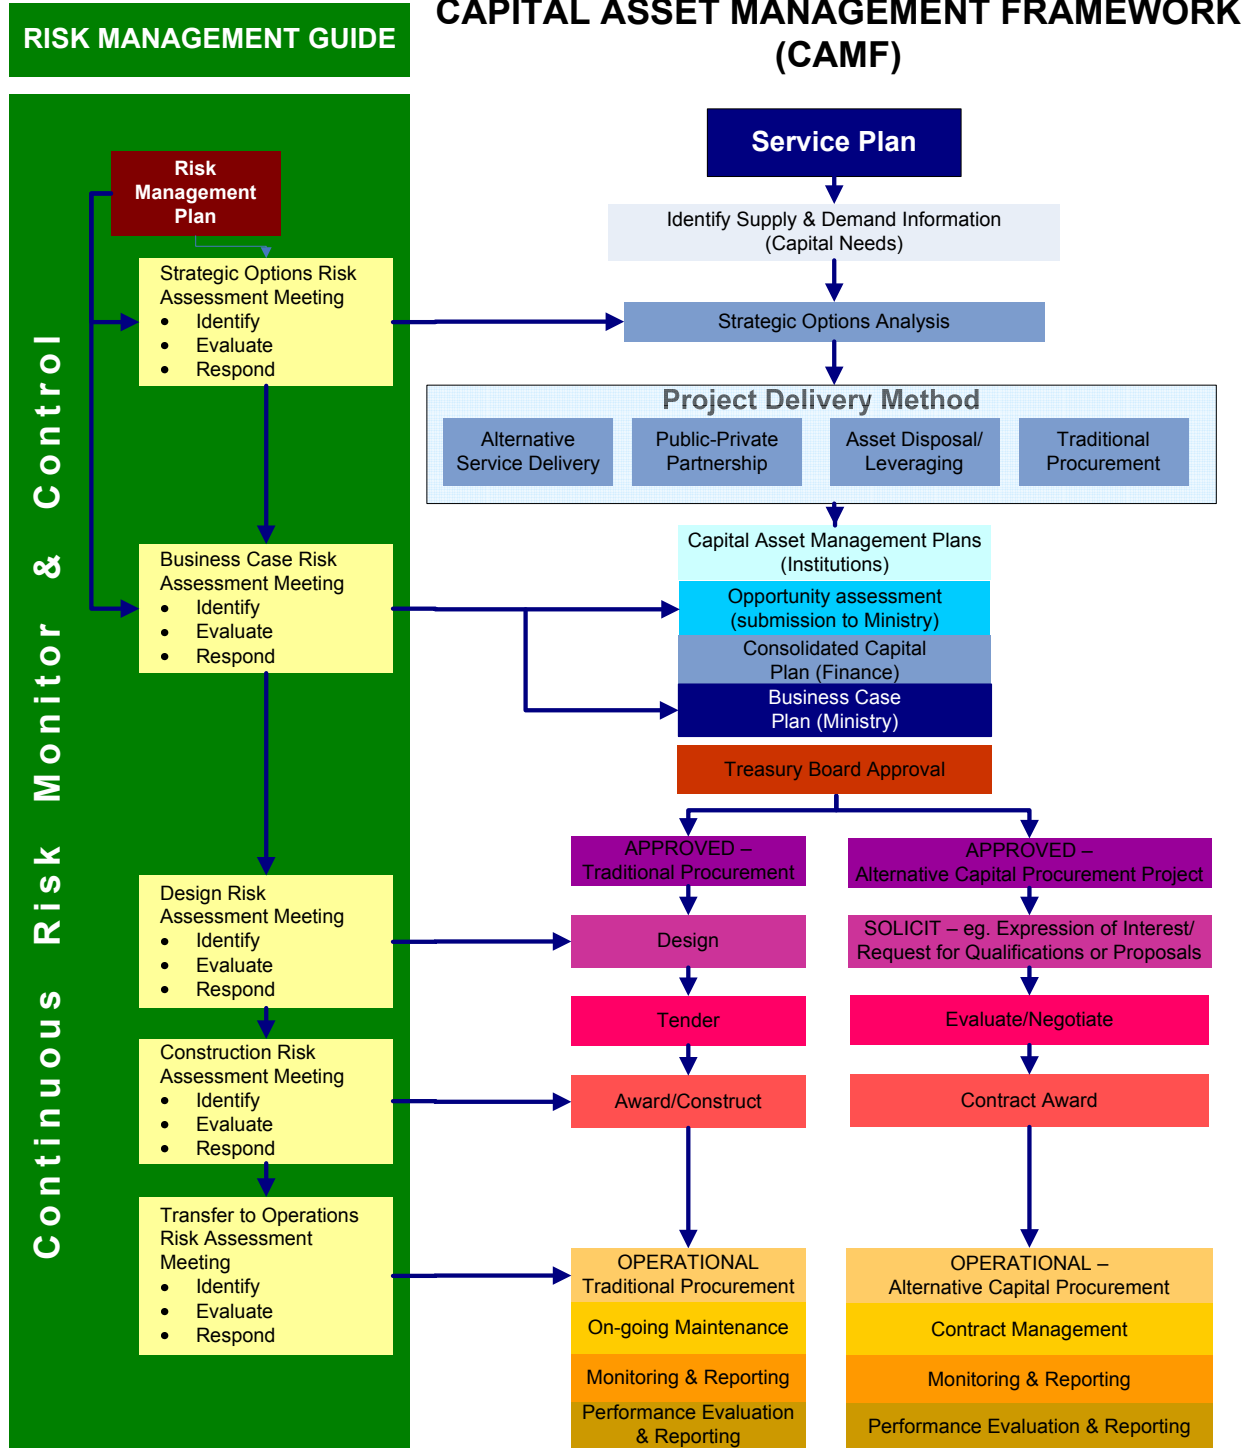 RISK MANAGEMENT GUIDE
CAPITAL ASSET MANAGEMENT FRAMEWORK
(CAMF)
Continuous Risk Monitor & Control
Risk
Management
Plan
Strategic Options Risk
Assessment Meeting
• Identify
• Evaluate
• Respond
Business Case Risk
Assessment Meeting
• Identify
• Evaluate
• Respond
Design Risk
Assessment Meeting
• Identify
• Evaluate
• Respond
Construction Risk
Assessment Meeting
• Identify
• Evaluate
• Respond
Transfer to Operations
Risk Assessment
Meeting
• Identify
• Evaluate
• Respond
Service Plan
Identify Supply & Demand Information
(Capital Needs)
Strategic Options Analysis
Project Delivery Method
Alternative
Service Delivery
Public-Private
Partnership
Asset Disposal/
Leveraging
Traditional
Procurement
Capital Asset Management Plans
(Institutions)
Opportunity assessment
(submission to Ministry)
Consolidated Capital
Plan (Finance)
Business Case
Plan (Ministry)
Treasury Board Approval
APPROVED –
Traditional Procurement
Design
Tender
Award/Construct
OPERATIONAL
Traditional Procurement
On-going Maintenance
Monitoring & Reporting
Performance Evaluation
& Reporting
APPROVED –
Alternative Capital Procurement Project
SOLICIT – eg. Expression of Interest/
Request for Qualifications or Proposals
Evaluate/Negotiate
Contract Award
OPERATIONAL –
Alternative Capital Procurement
Contract Management
Monitoring & Reporting
Performance Evaluation & Reporting